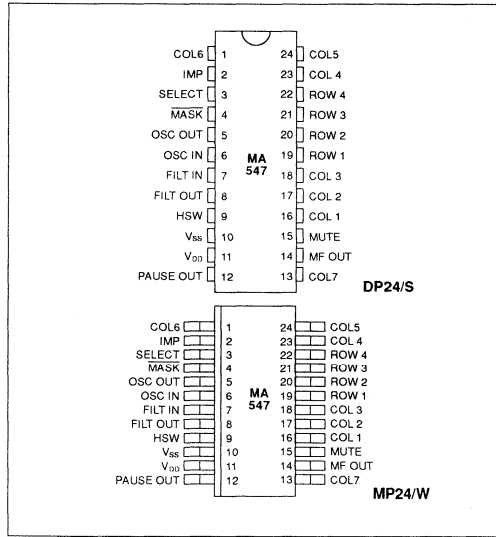 COL6 1 24 COL5
IMP 2 23 COL 4
SELECT 3 22 ROW 4
MASK 4 21 ROW 3
OSC OUT 5 20 ROW 2
OSC IN 6 MA 19 ROW 1
FILT IN 7 547 18 COL 3
FILT OUT 8 17 COL 2
HSW 9 16 COL 1
VSS 10 15 MUTE
VDD 11 14 MF OUT
PAUSE OUT 12 13 COL7
DP24/S
COL6 1 24 COL5
IMP 2 23 COL 4
SELECT 3 22 ROW 4
MASK 4 21 ROW 3
OSC OUT 5 MA 20 ROW 2
OSC IN 6 547 19 ROW 1
FILT IN 7 18 COL 3
FILT OUT 8 17 COL 2
HSW 9 16 COL 1
VSS 10 15 MUTE
VDD 11 14 MF OUT
PAUSE OUT 12 13 COL7
MP24/W